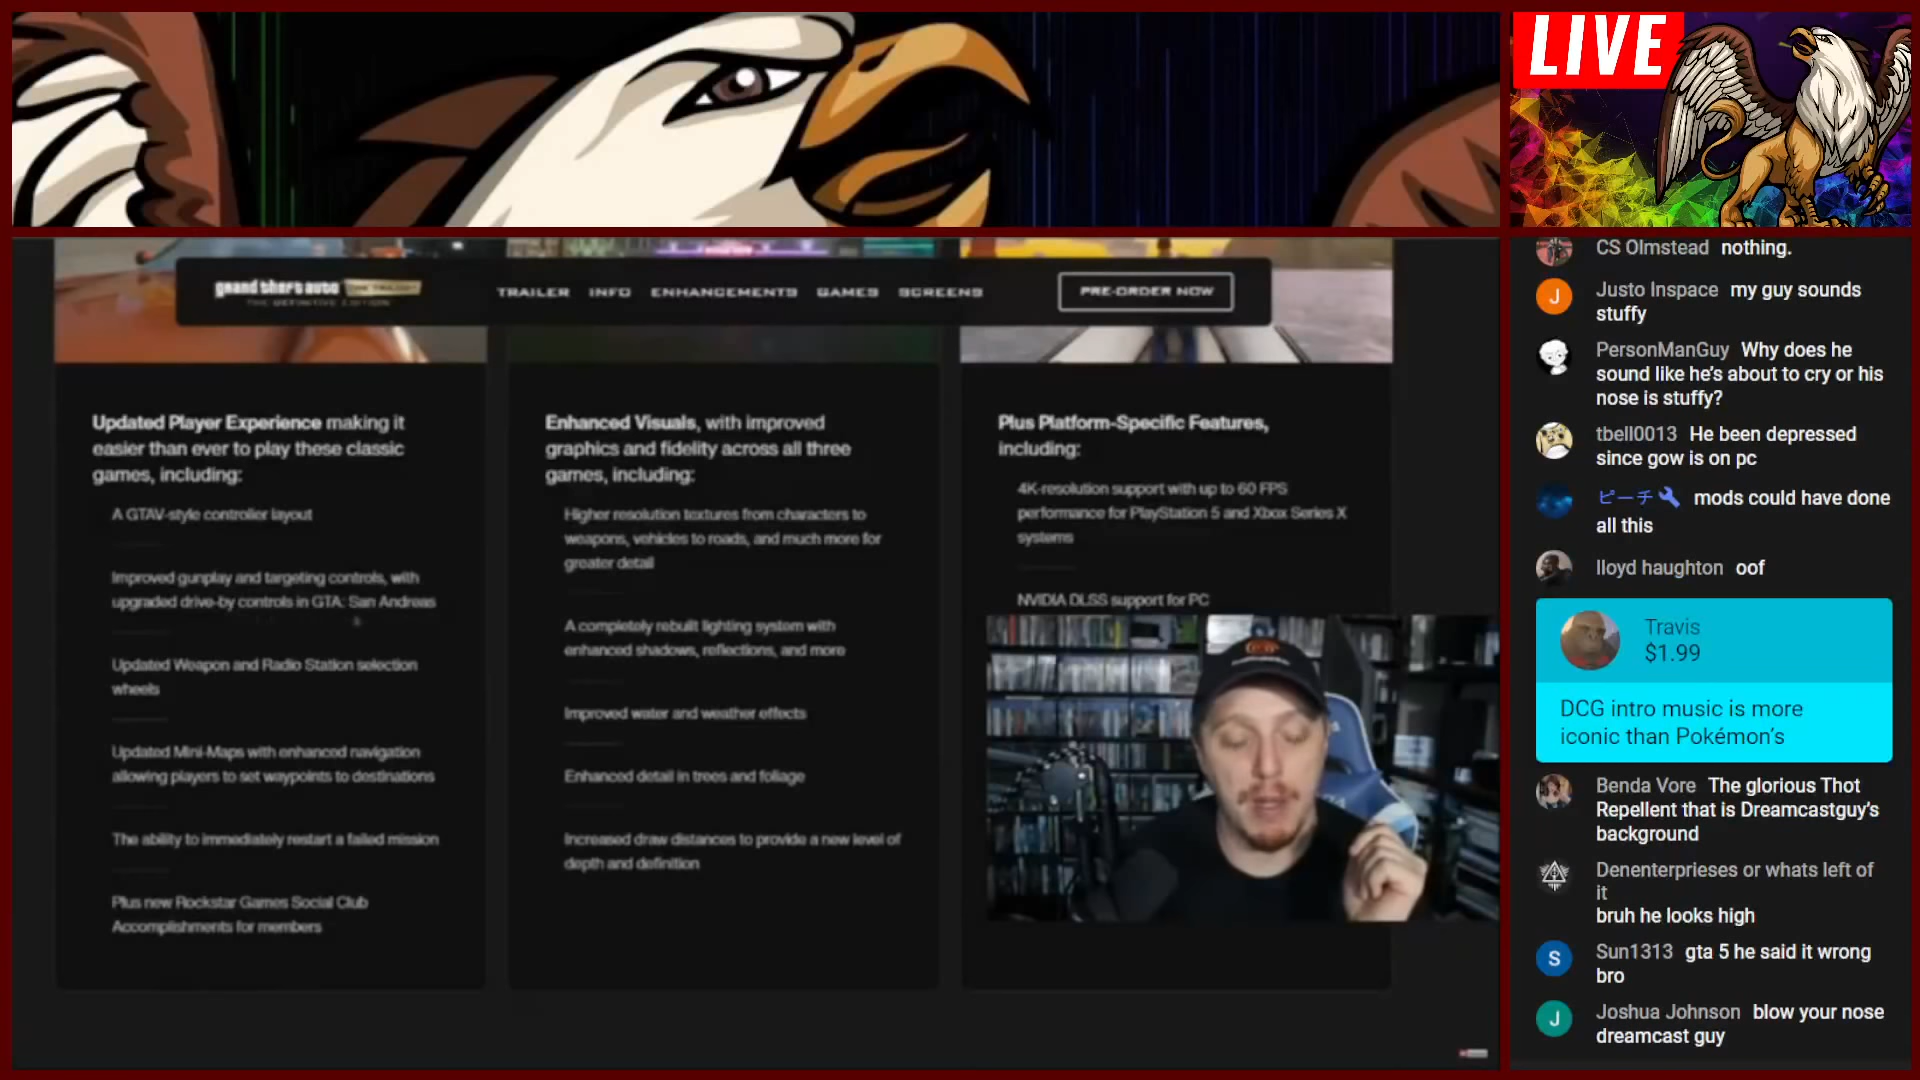 LIVE
grand theft auto
THE TRILOGY
THE DEFINITIVE EDITION
TRAILER INFO ENHANCEMENTS GAMES SCREENS
PRE-ORDER NOW
Updated Player Experience making it
easier than ever to play these classic
games, including:
A GTAV-style controller layout
Improved gunplay and targeting controls, with
upgraded drive-by controls in GTA: San Andreas
Updated Weapon and Radio Station selection
wheels
Updated Mini-Maps with enhanced navigation
allowing players to set waypoints to destinations
The ability to immediately restart a failed mission
Plus new Rockstar Games Social Club
Accomplishments for members
Enhanced Visuals, with improved
graphics and fidelity across all three
games, including:
Higher resolution textures from characters to
weapons, vehicles to roads, and much more for
greater detail
A completely rebuilt lighting system with
enhanced shadows, reflections, and more
Improved water and weather effects
Enhanced detail in trees and foliage
Increased draw distances to provide a new level of
depth and definition
Plus Platform-Specific Features,
including:
4K-resolution support with up to 60 FPS
performance for PlayStation 5 and Xbox Series X
systems
NVIDIA DLSS support for PC
CS Olmstead nothing.
J
Justo Inspace my guy sounds
stuffy
PersonManGuy Why does he
sound like he's about to cry or his
nose is stuffy?
tbell0013 He been depressed
since gow is on pc
ピーチ mods could have done
all this
lloyd haughton oof
Travis
$1.99
DCG intro music is more
iconic than Pokémon's
Benda Vore The glorious Thot
Repellent that is Dreamcastguy's
background
Denenterprieses or whats left of
it
bruh he looks high
S
Sun1313 gta 5 he said it wrong
bro
J
Joshua Johnson blow your nose
dreamcast guy